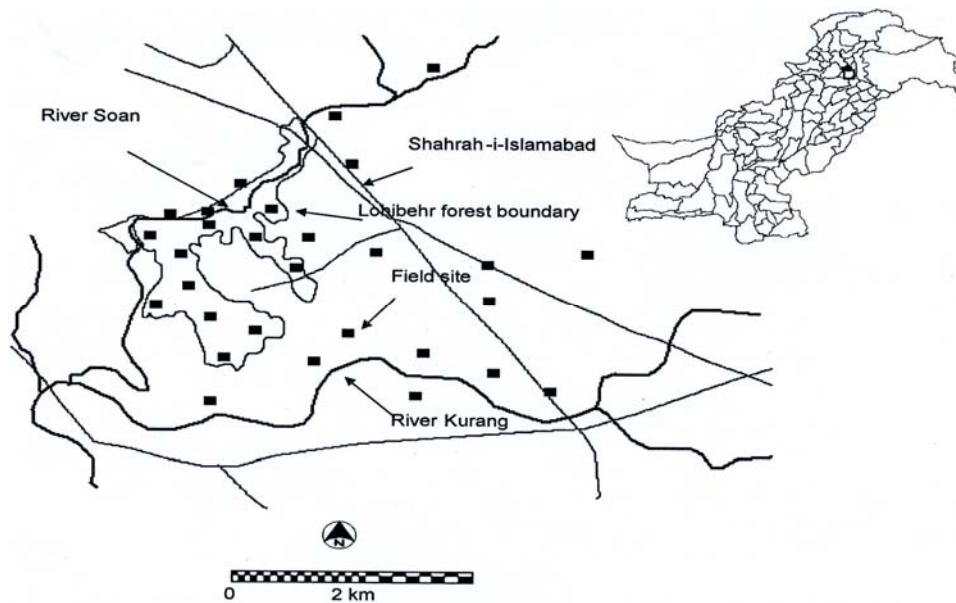 River Soan
Shahrah-i-Islamabad
Lohibehr forest boundary
Field site
River Kurang
N
0 2 km